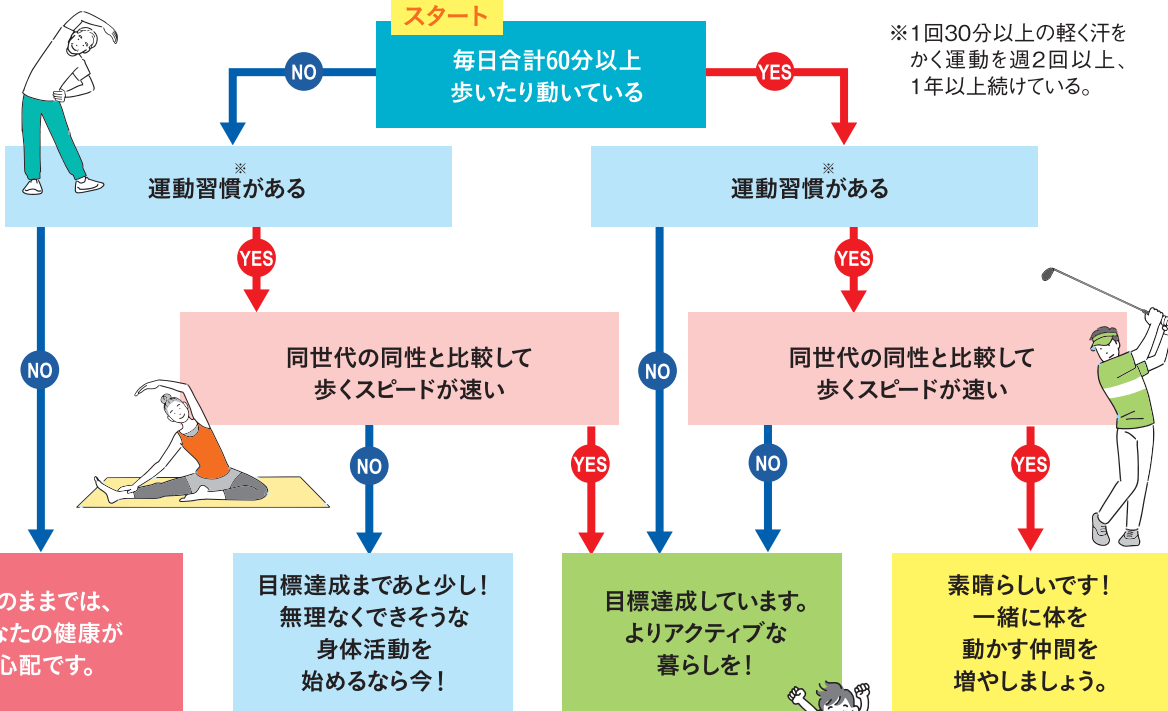 スタート
毎日合計60分以上
歩いたり動いている
※1回30分以上の軽く汗を
かく運動を週2回以上、
1年以上続けている。
NO
YES
※
運動習慣がある
※
運動習慣がある
YES
YES
同世代の同性と比較して
歩くスピードが速い
同世代の同性と比較して
歩くスピードが速い
NO
NO
NO
YES
NO
YES
のままでは、
なたの健康が
心配です。
目標達成まであと少し！
無理なくできそうな
身体活動を
始めるなら今！
目標達成しています。
よりアクティブな
暮らしを！
素晴らしいです！
一緒に体を
動かす仲間を
増やしましょう。